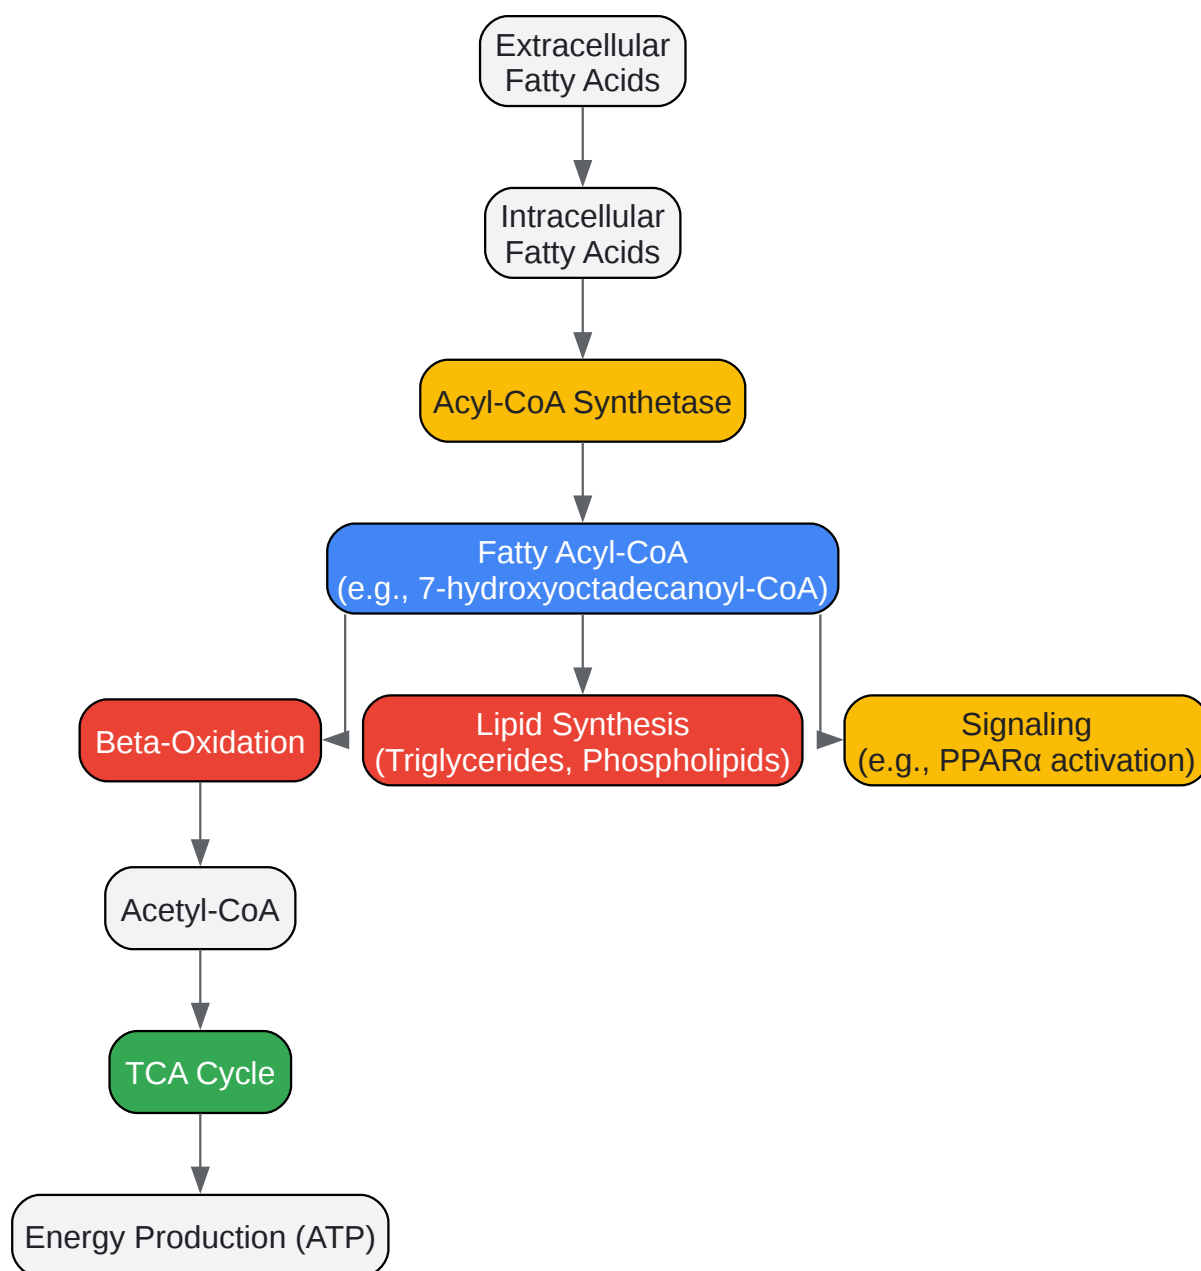 Extracellular
Fatty Acids
Intracellular
Fatty Acids
Acyl-CoA Synthetase
Fatty Acyl-CoA
(e.g., 7-hydroxyoctadecanoyl-CoA)
Beta-Oxidation
Lipid Synthesis
(Triglycerides, Phospholipids)
Signaling
(e.g., PPARα activation)
Acetyl-CoA
TCA Cycle
Energy Production (ATP)